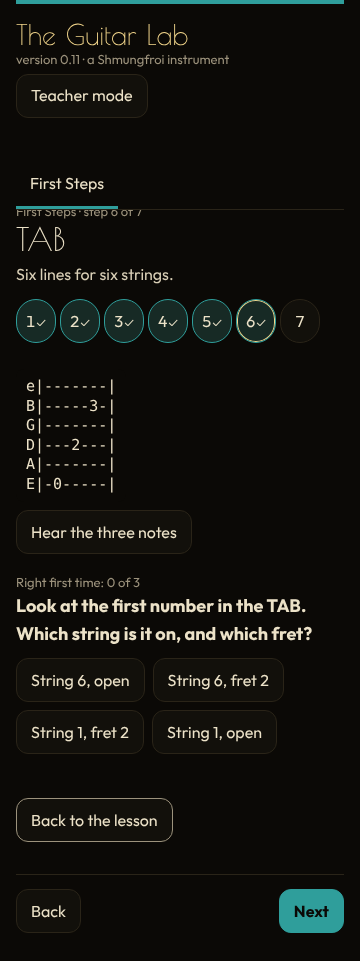 The Guitar Lab
version 0.11 · a Shmungfroi instrument
Teacher mode
First Steps
First Steps · step 6 of 7
TAB
Six lines for six strings.
1✓ 2✓ 3✓ 4✓ 5✓ 6✓ 7
e|-------|
B|-----3-|
G|-------|
D|---2---|
A|-------|
E|-0-----|
Hear the three notes
Right first time: 0 of 3
Look at the first number in the TAB.
Which string is it on, and which fret?
String 6, open String 6, fret 2
String 1, fret 2 String 1, open
Back to the lesson
Back Next